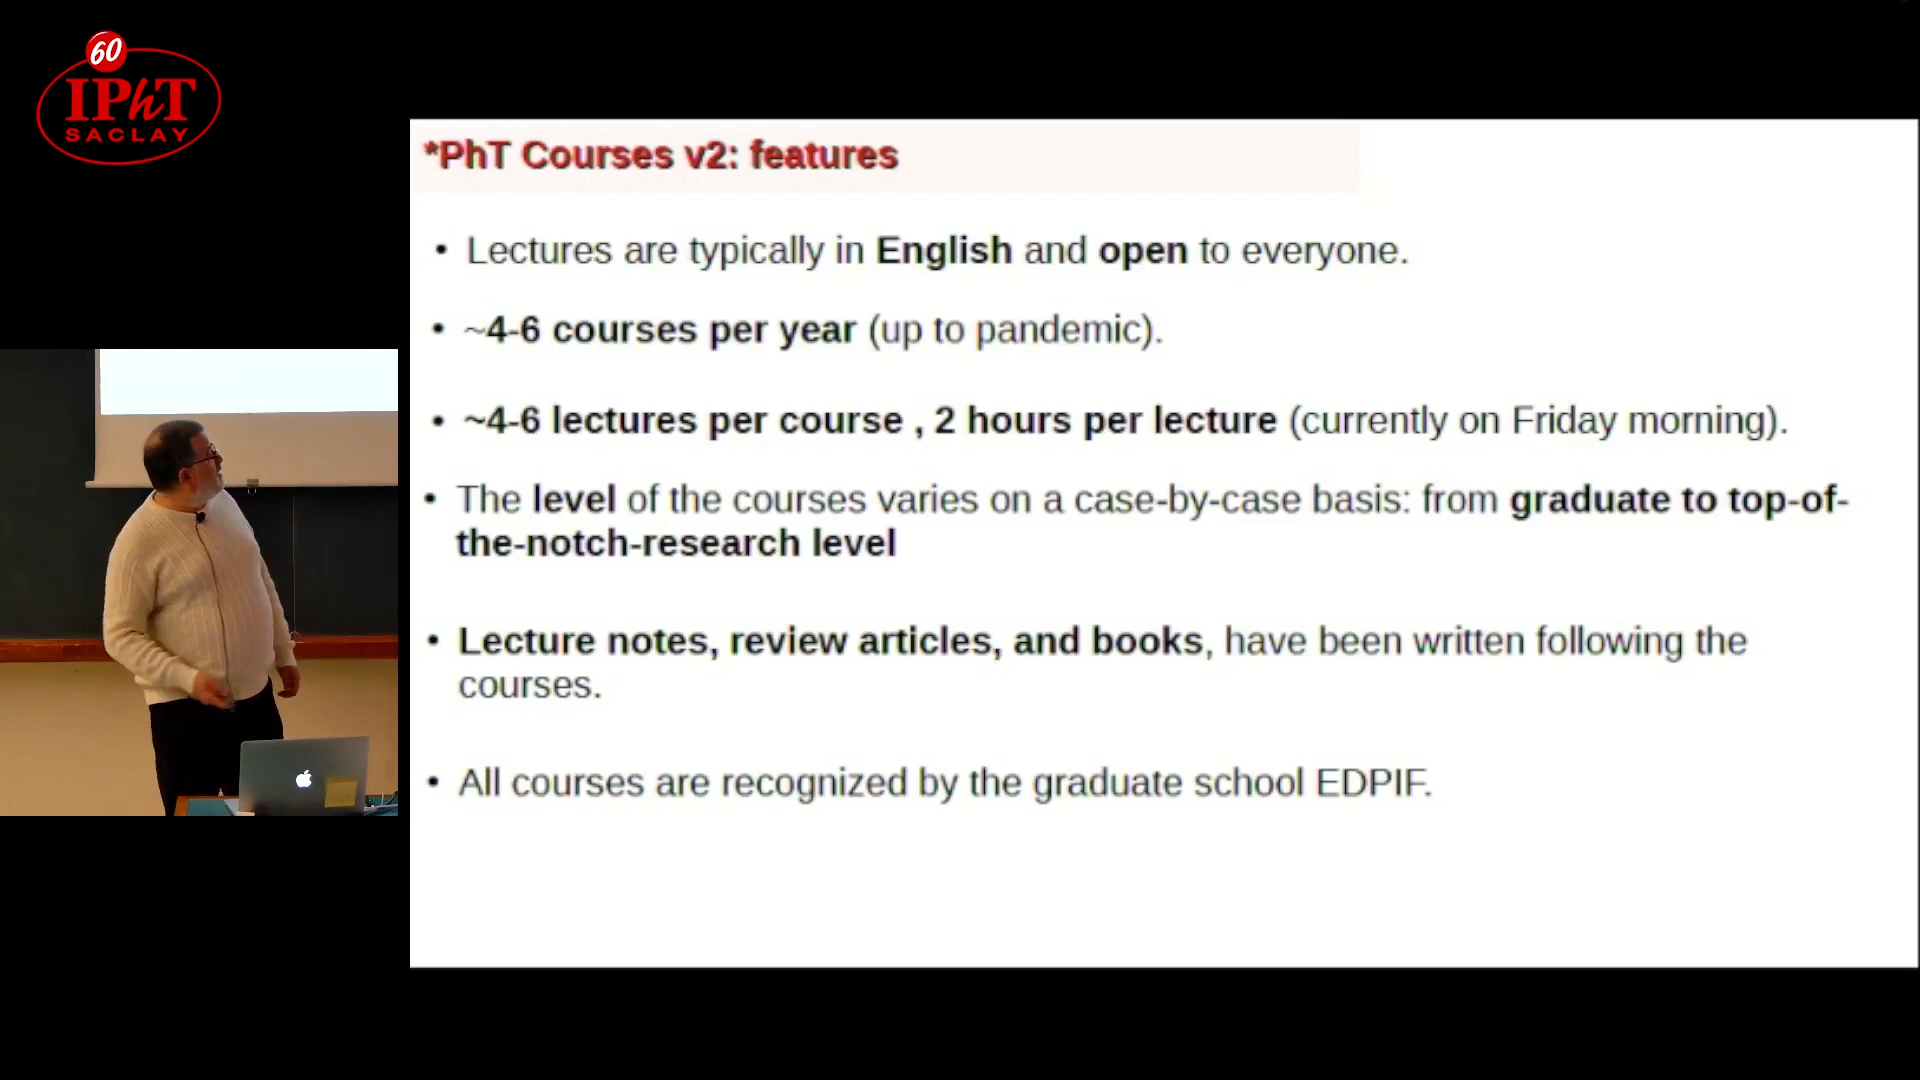 60
IPhT
SACLAY
*PhT Courses v2: features
• Lectures are typically in English and open to everyone.
• ~4-6 courses per year (up to pandemic).
• ~4-6 lectures per course , 2 hours per lecture (currently on Friday morning).
• The level of the courses varies on a case-by-case basis: from graduate to top-of-
the-notch-research level
• Lecture notes, review articles, and books, have been written following the
courses.
• All courses are recognized by the graduate school EDPIF.